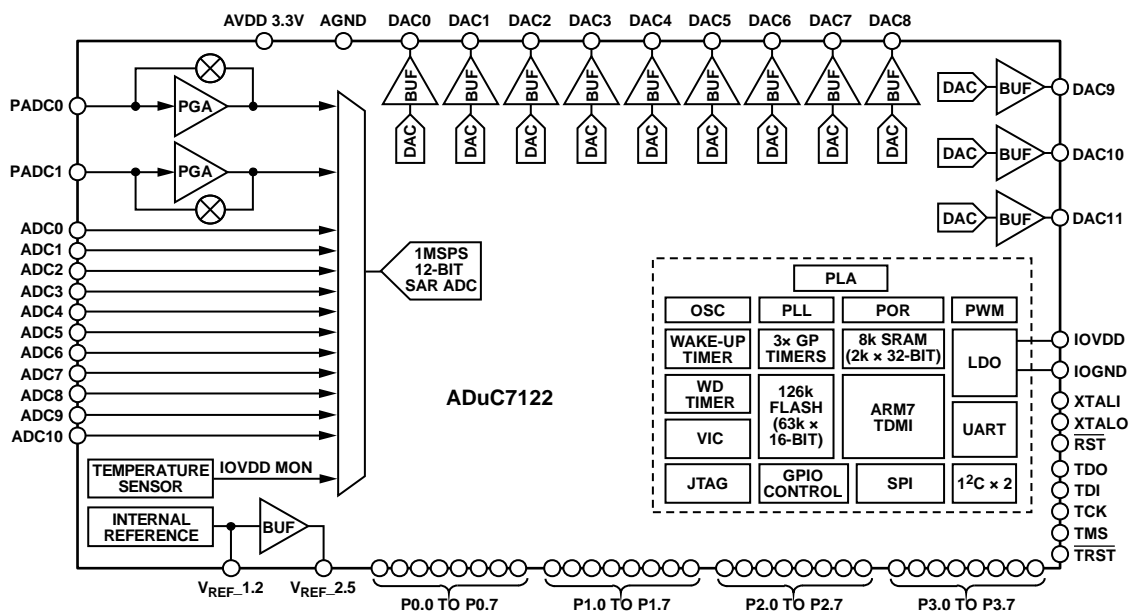 AVDD 3.3V
AGND
DAC0
DAC1
DAC2
DAC3
DAC4
DAC5
DAC6
DAC7
DAC8
BUF
BUF
BUF
BUF
BUF
BUF
BUF
BUF
BUF
DAC
DAC
DAC
DAC
DAC
DAC
DAC
DAC
DAC
DAC
BUF
DAC9
DAC
BUF
DAC10
DAC
BUF
DAC11
PADC0
PGA
PADC1
PGA
ADC0
ADC1
ADC2
ADC3
ADC4
ADC5
ADC6
ADC7
ADC8
ADC9
ADC10
1MSPS
12-BIT
SAR ADC
TEMPERATURE
SENSOR
IOVDD MON
INTERNAL
REFERENCE
BUF
ADuC7122
PLA
OSC
PLL
POR
PWM
WAKE-UP
TIMER
3× GP
TIMERS
8k SRAM
(2k × 32-BIT)
LDO
WD
TIMER
126k
FLASH
(63k ×
16-BIT)
ARM7
TDMI
VIC
UART
JTAG
GPIO
CONTROL
SPI
1²C × 2
IOVDD
IOGND
XTALI
XTALO
RST
TDO
TDI
TCK
TMS
TRST
VREF_1.2
VREF_2.5
P0.0 TO P0.7
P1.0 TO P1.7
P2.0 TO P2.7
P3.0 TO P3.7